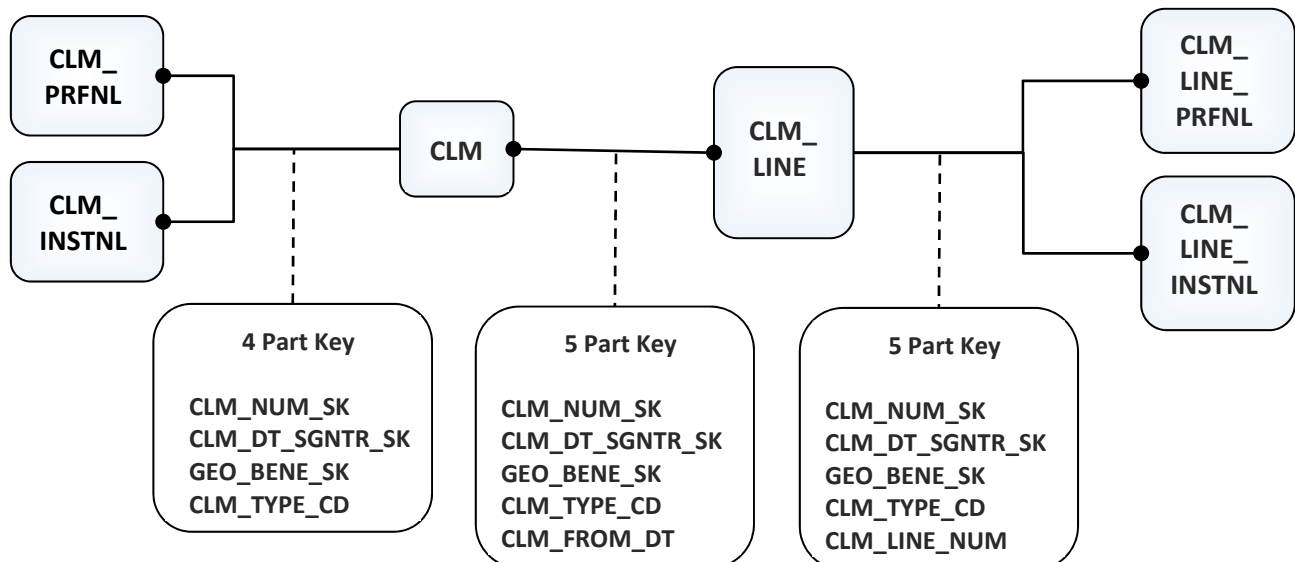 CLM_
PRFNL
CLM_
INSTNL
CLM
CLM_
LINE
CLM_
LINE_
PRFNL
CLM_
LINE_
INSTNL
4 Part Key
CLM_NUM_SK
CLM_DT_SGNTR_SK
GEO_BENE_SK
CLM_TYPE_CD
5 Part Key
CLM_NUM_SK
CLM_DT_SGNTR_SK
GEO_BENE_SK
CLM_TYPE_CD
CLM_FROM_DT
5 Part Key
CLM_NUM_SK
CLM_DT_SGNTR_SK
GEO_BENE_SK
CLM_TYPE_CD
CLM_LINE_NUM